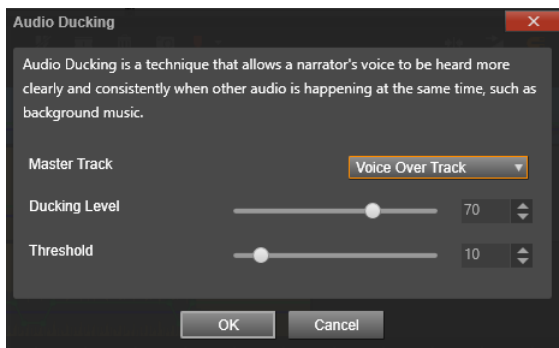 Audio Ducking
Audio Ducking is a technique that allows a narrator's voice to be heard more
clearly and consistently when other audio is happening at the same time, such as
background music.
Master Track Voice Over Track
Ducking Level 70
Threshold 10
OK Cancel